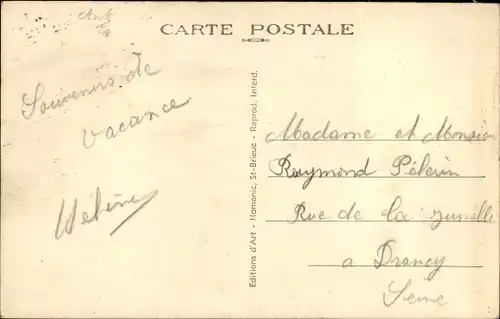 CARTE POSTALE
Souvenirs de
vacance
Hélène
Editions d'Art - Hamonic, St-Brieuc - Reprod. Interd.
Madame et Monsieur
Raymond Pélerin
Rue de la
a Drancy
Seine